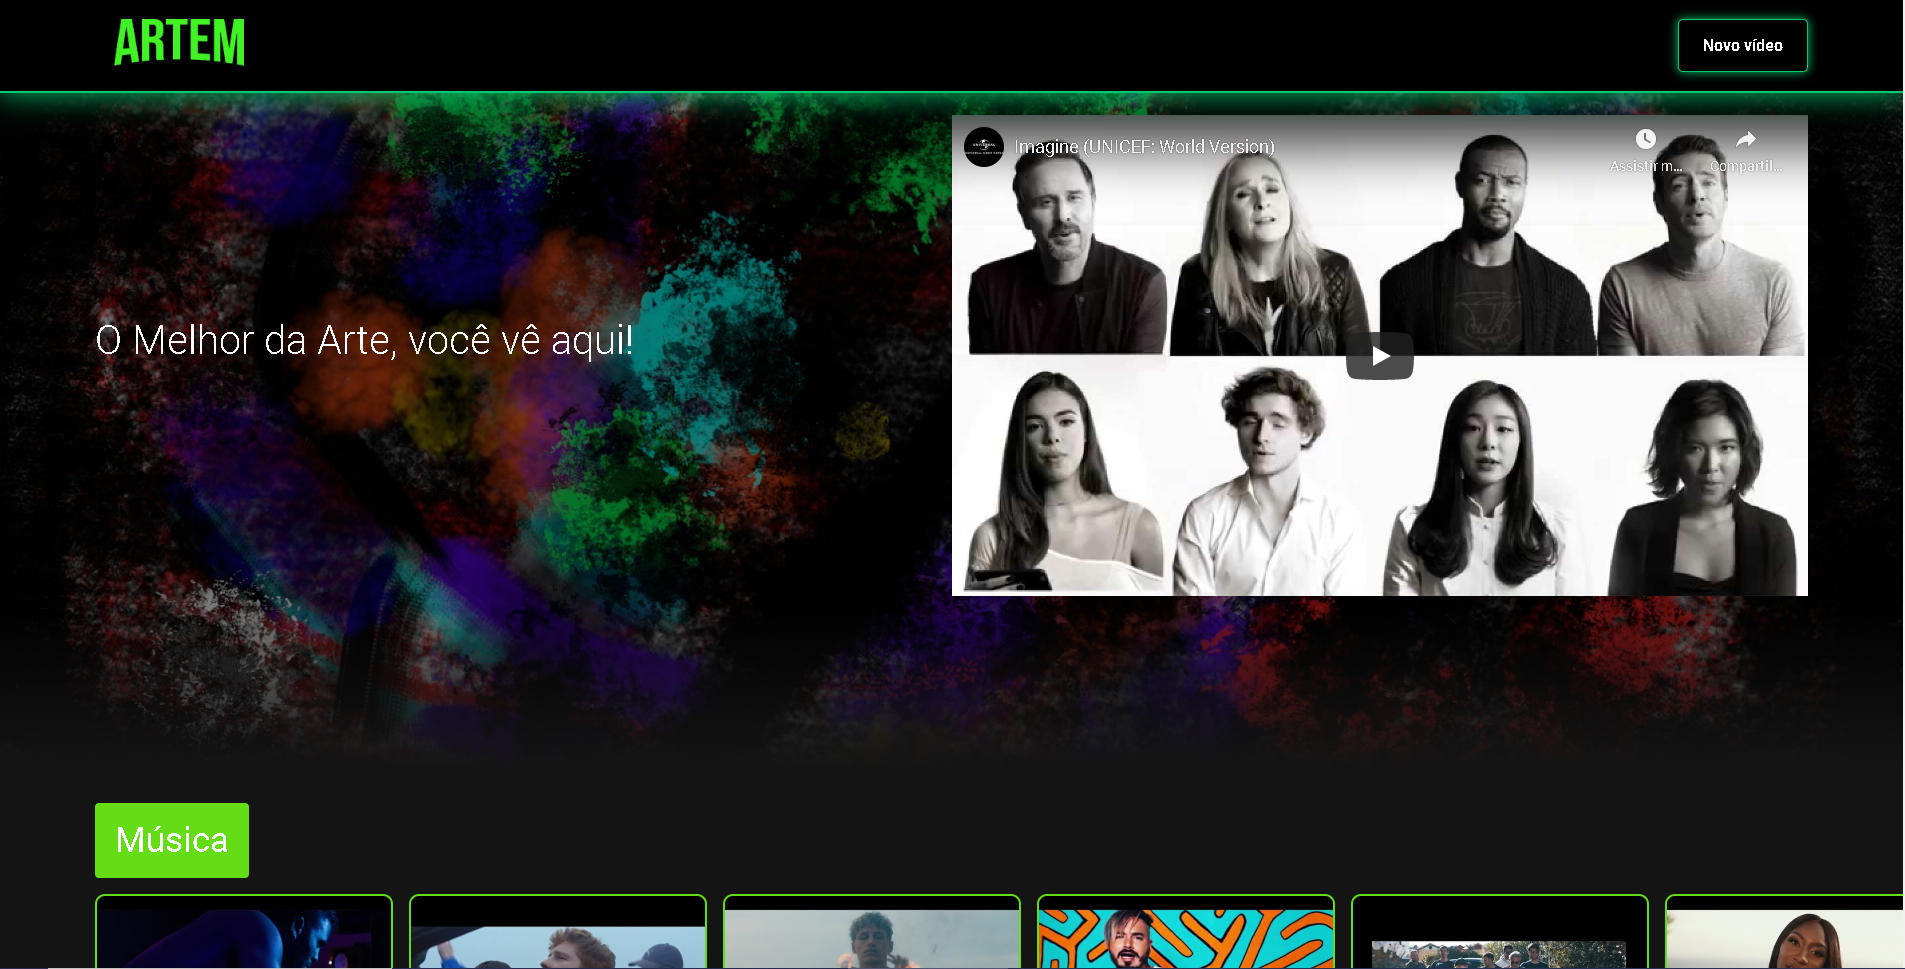 ARTEM
Novo vídeo
Imagine (UNICEF: World Version)
Assistir m...
Compartil...
O Melhor da Arte, você vê aqui!
Música